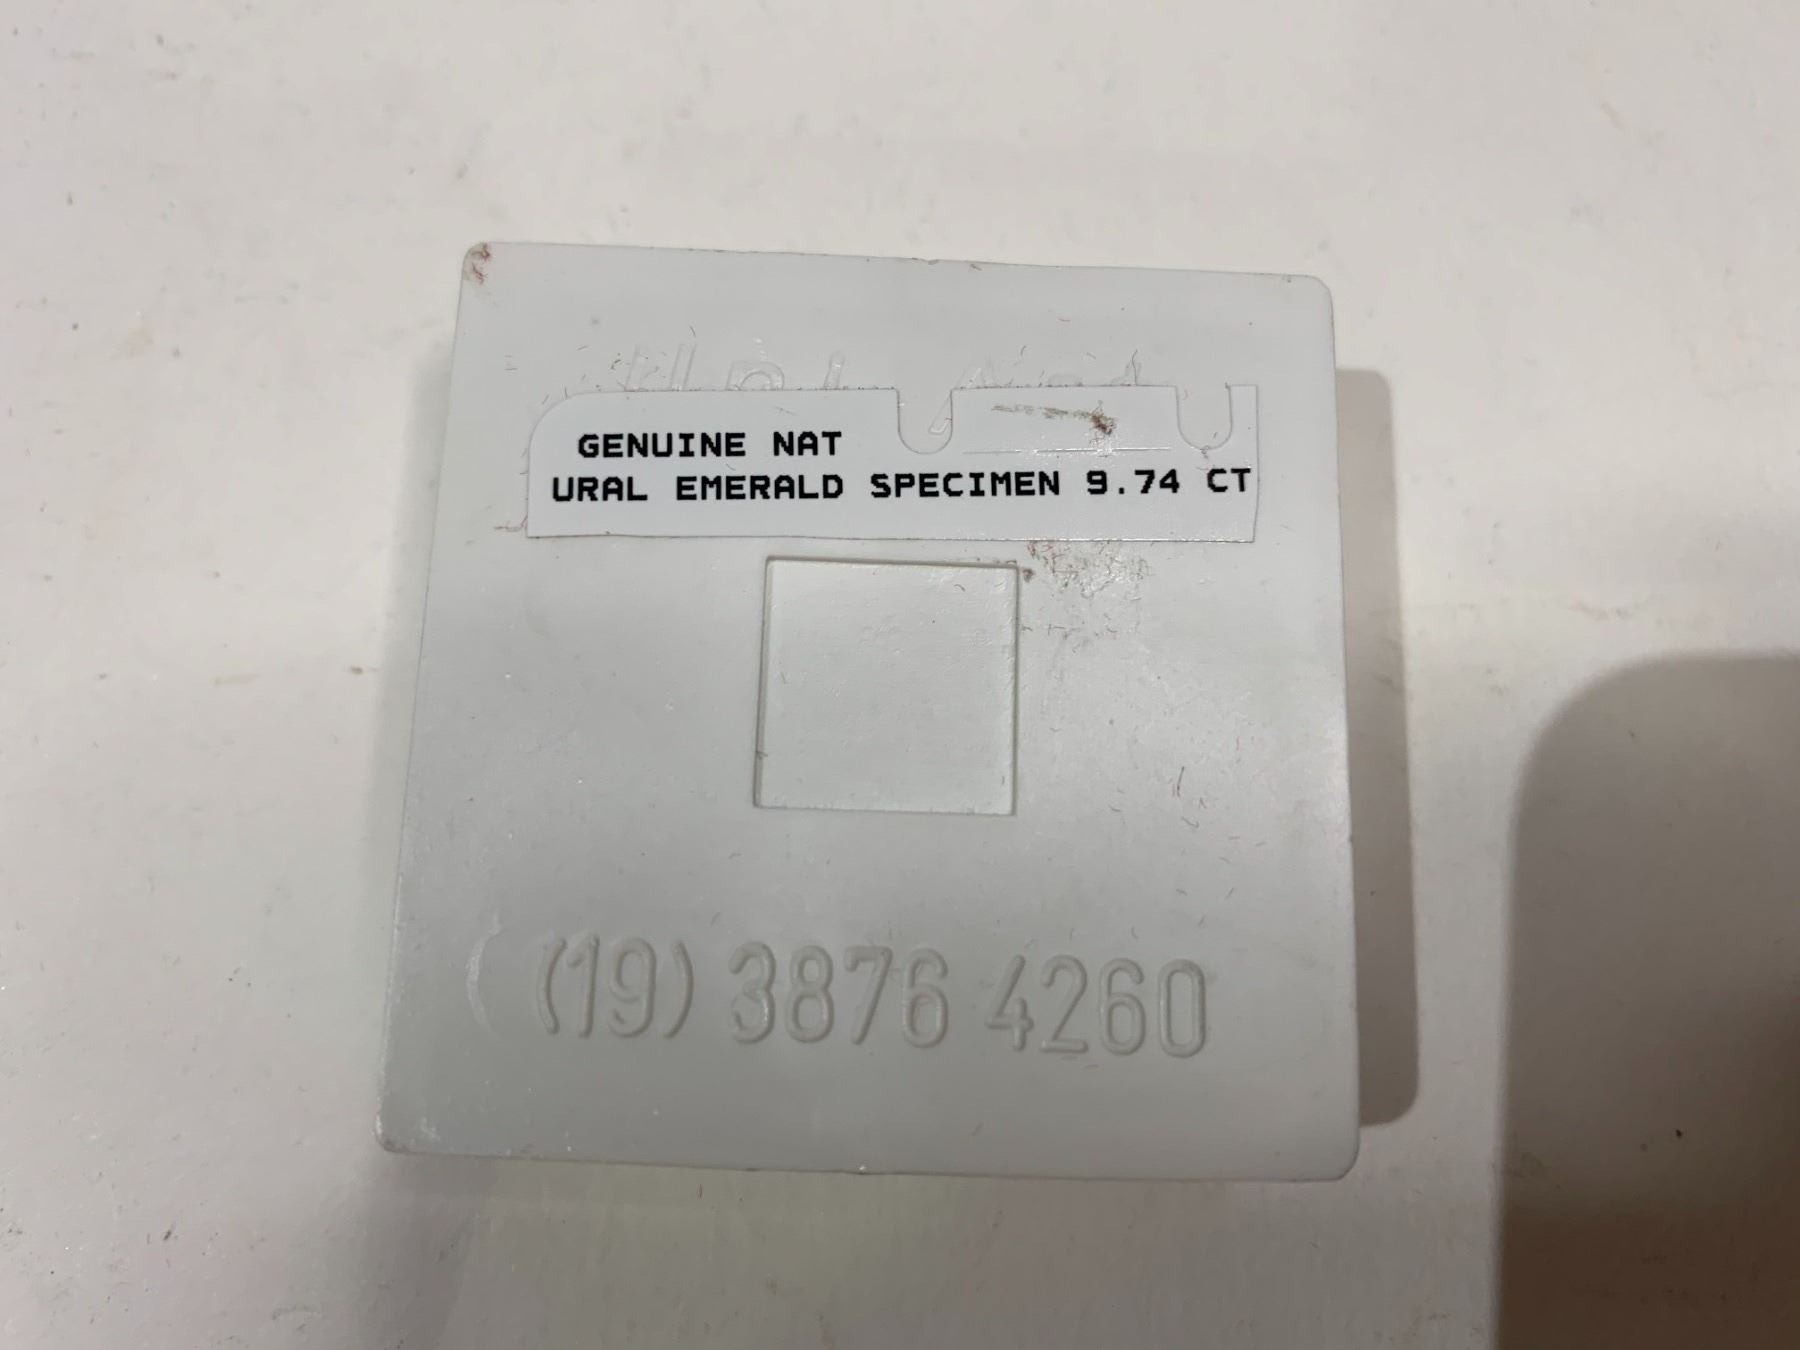 GENUINE NAT
URAL EMERALD SPECIMEN 9.74 CT
(19) 3876 4260